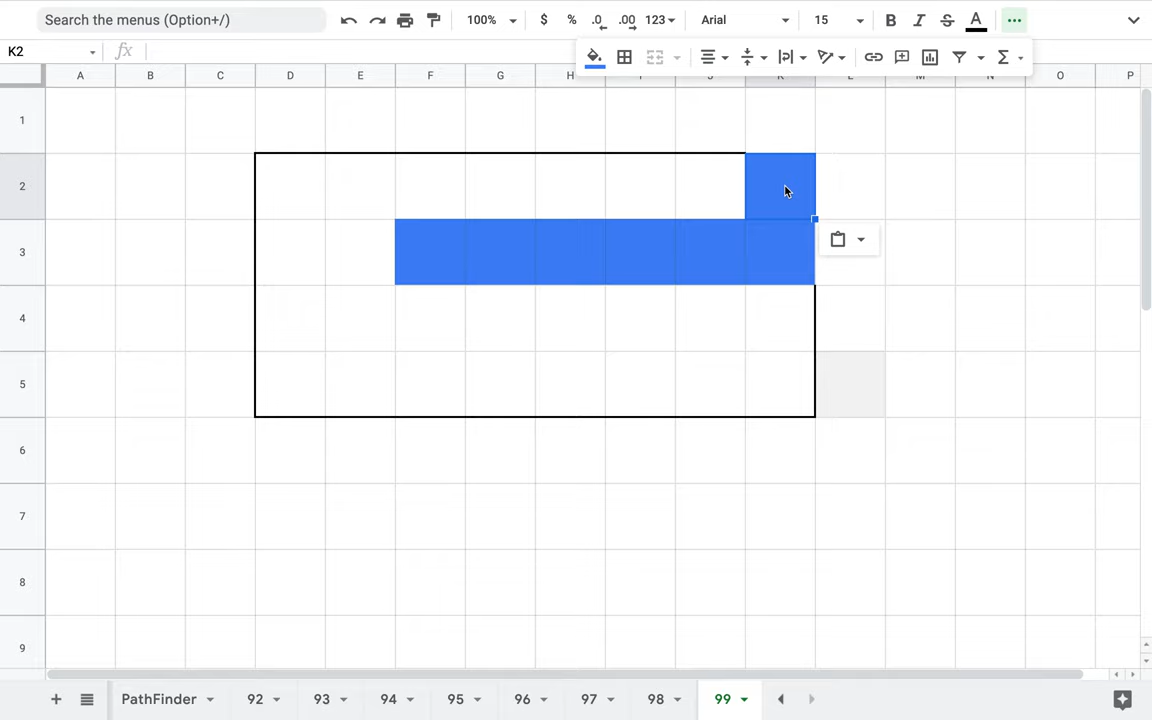 Search the menus (Option+/) 100% $ % .0 .00 123 Arial 15 B I S A
K2 fx Σ
A B C D E F G H K M O P
1
2
3
4
5
6
7
8
9
+ PathFinder 92 93 94 95 96 97 98 99